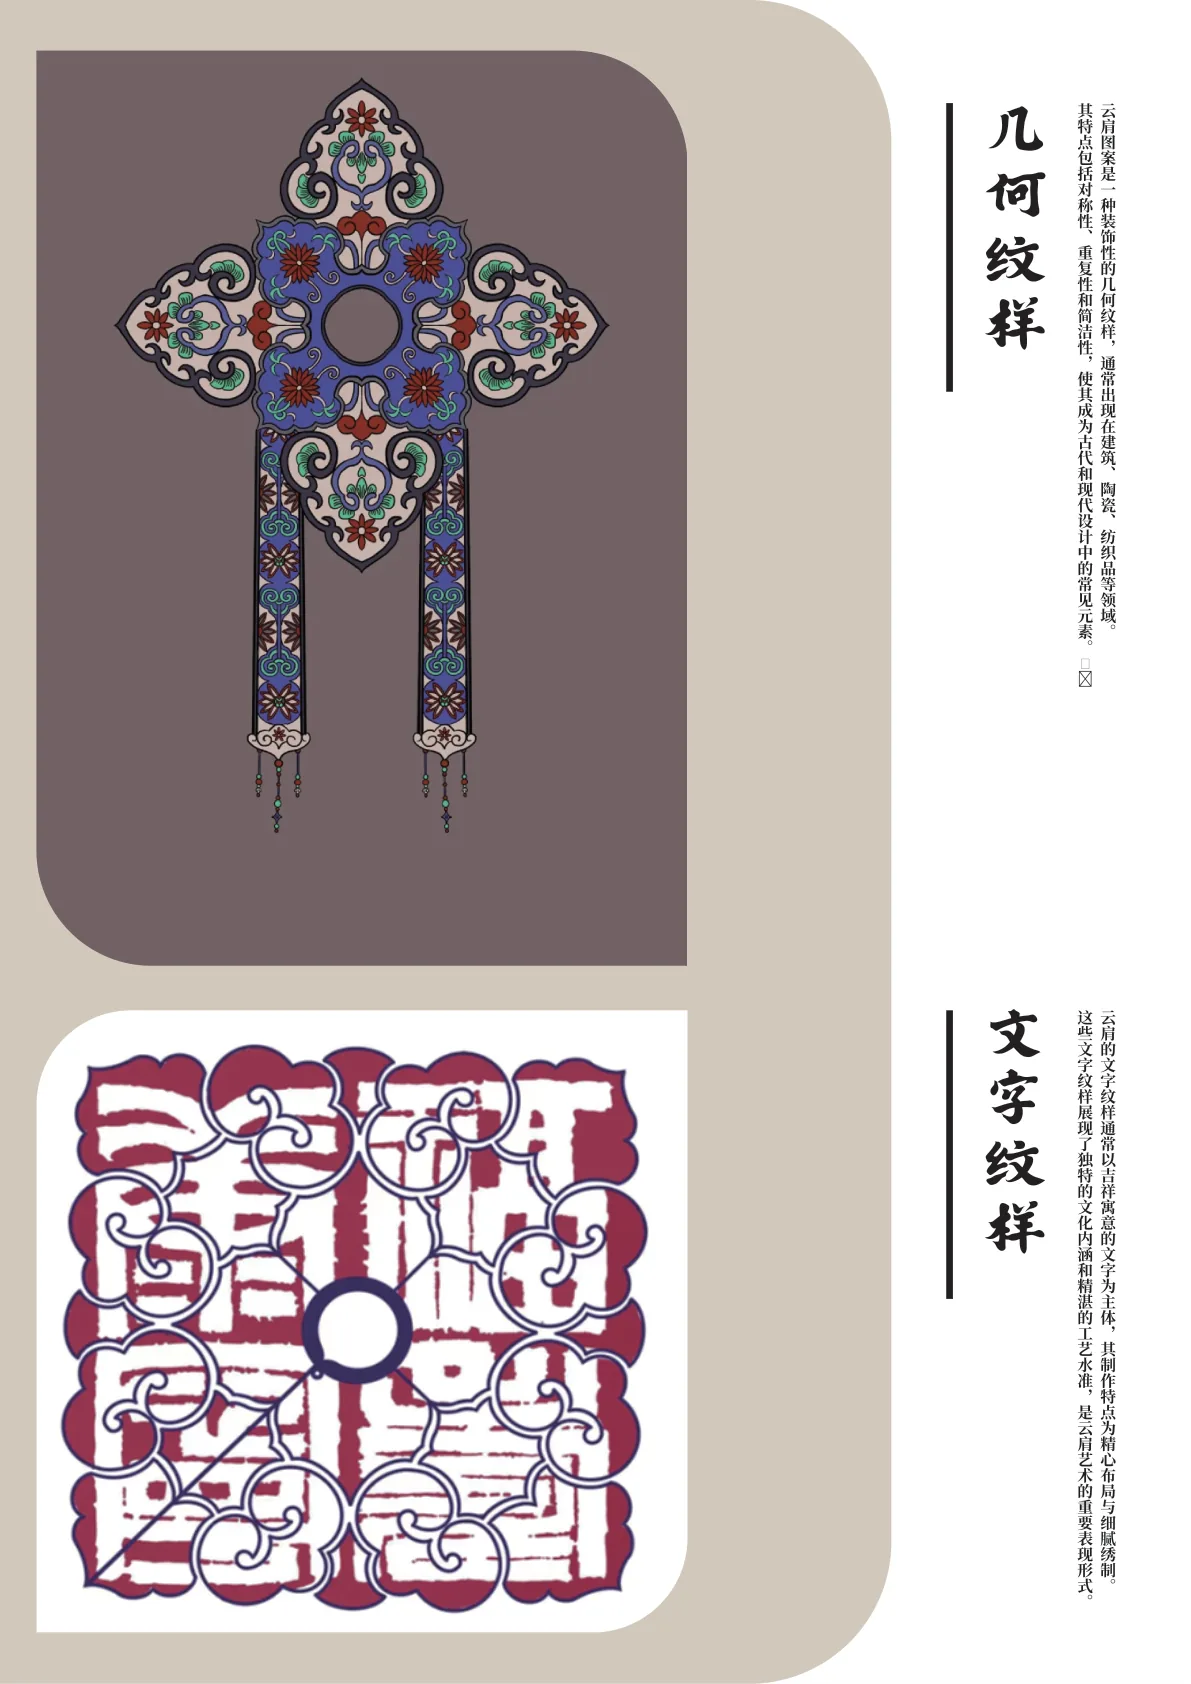 几何纹样
云肩图案是一种装饰性的几何纹样，通常出现在建筑、陶瓷、纺织品等领域。
其特点包括对称性、重复性和简洁性，使其成为古代和现代设计中的常见元素。
文字纹样
云肩的文字纹样通常以吉祥寓意的文字为主体，其制作特点为精心布局与细腻绣制。
这些文字纹样展现了独特的文化内涵和精湛的工艺水准，是云肩艺术的重要表现形式。